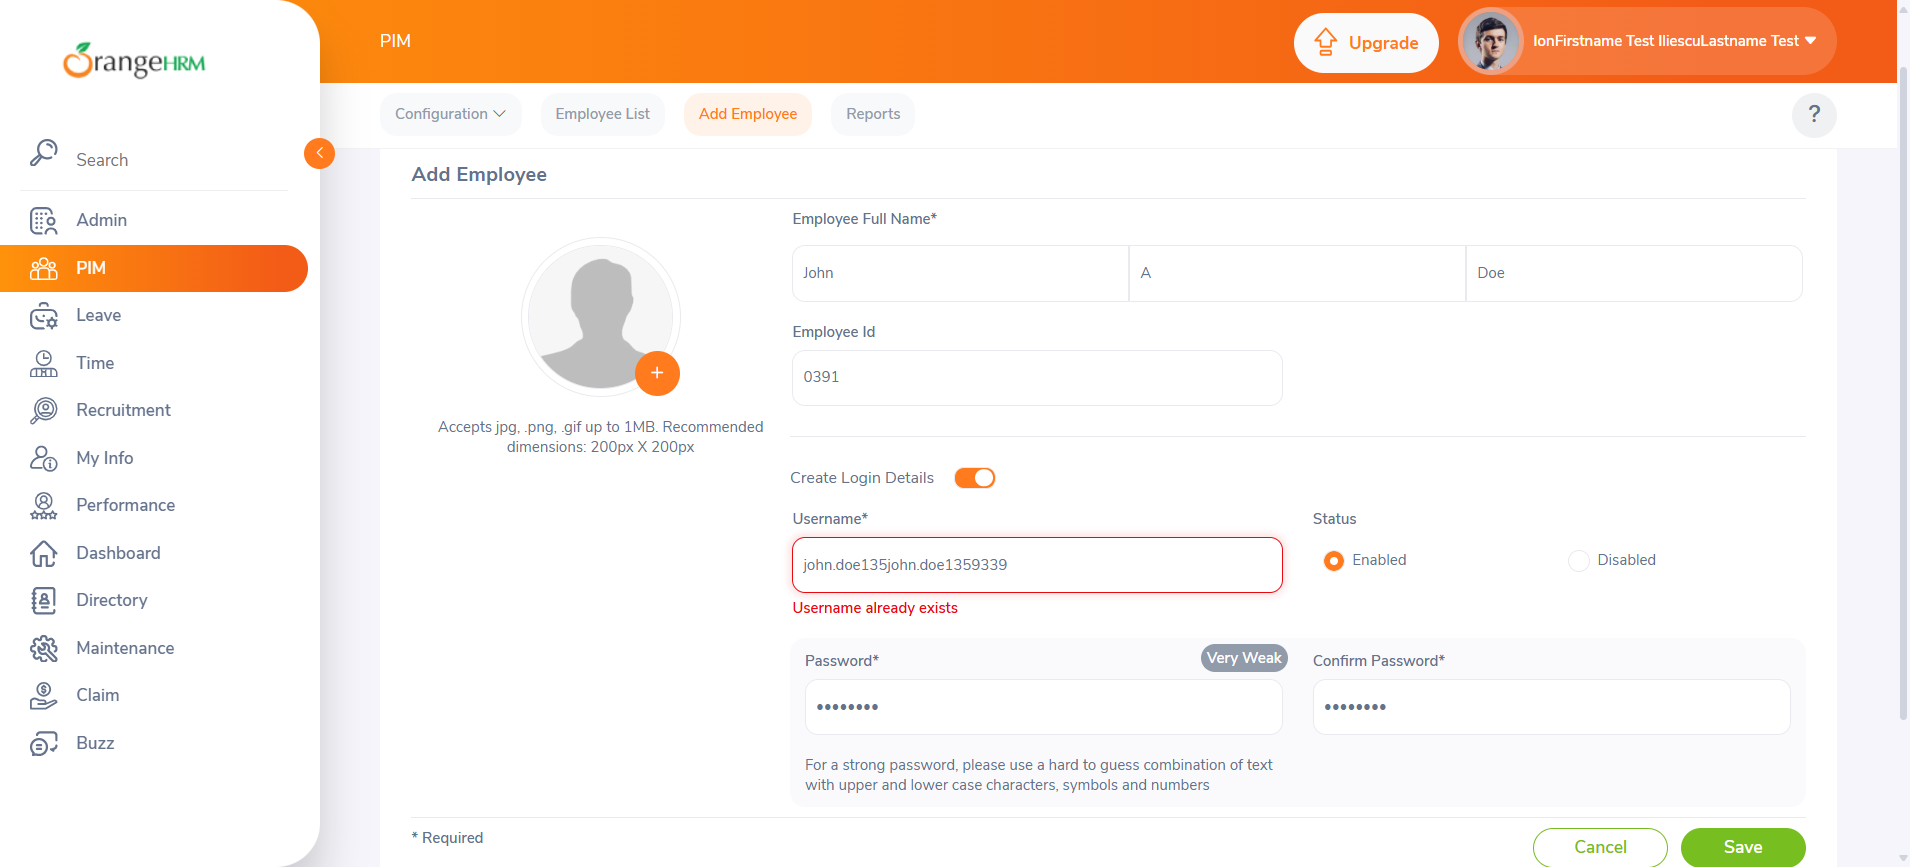 OrangeHRM
PIM
Upgrade
IonFirstname Test IliescuLastname Test
Configuration
Employee List
Add Employee
Reports
?
Search
Admin
PIM
Leave
Time
Recruitment
My Info
Performance
Dashboard
Directory
Maintenance
Claim
Buzz
Add Employee
Accepts jpg, .png, .gif up to 1MB. Recommended
dimensions: 200px X 200px
Employee Full Name*
John
A
Doe
Employee Id
0391
Create Login Details
Username*
john.doe135john.doe1359339
Username already exists
Status
Enabled
Disabled
Password*
Very Weak
••••••••
Confirm Password*
••••••••
For a strong password, please use a hard to guess combination of text
with upper and lower case characters, symbols and numbers
* Required
Cancel
Save